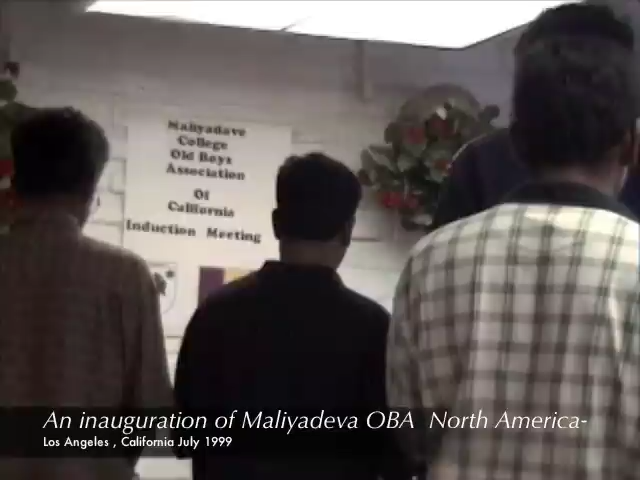 Maliyadave
College
Old Boys
Association
Of
California
Induction Meeting
An inauguration of Maliyadeva OBA North America-
Los Angeles , California July 1999